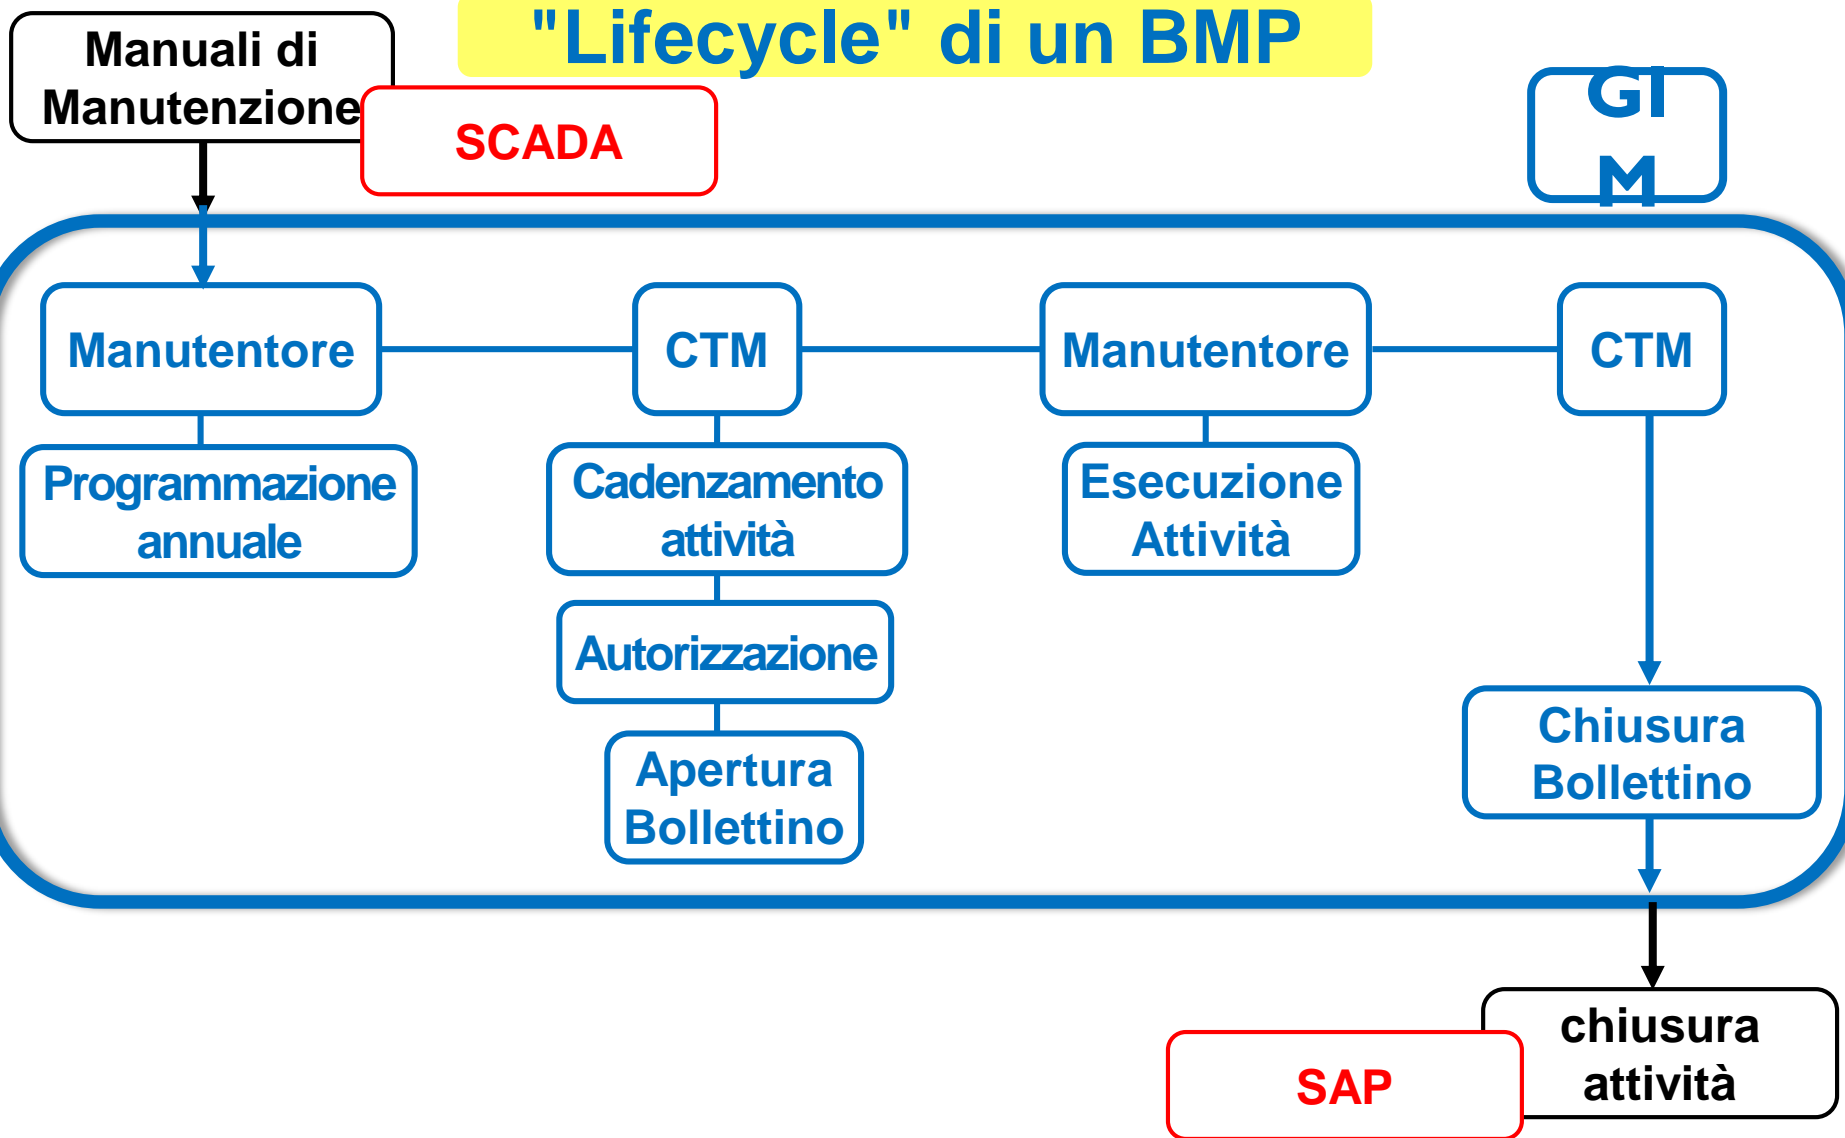 "Lifecycle" di un BMP
Manuali di
Manutenzione
SCADA
GI
M
Manutentore
CTM
Manutentore
CTM
Programmazione
annuale
Cadenzamento
attività
Esecuzione
Attività
Autorizzazione
Apertura
Bollettino
Chiusura
Bollettino
chiusura
attività
SAP